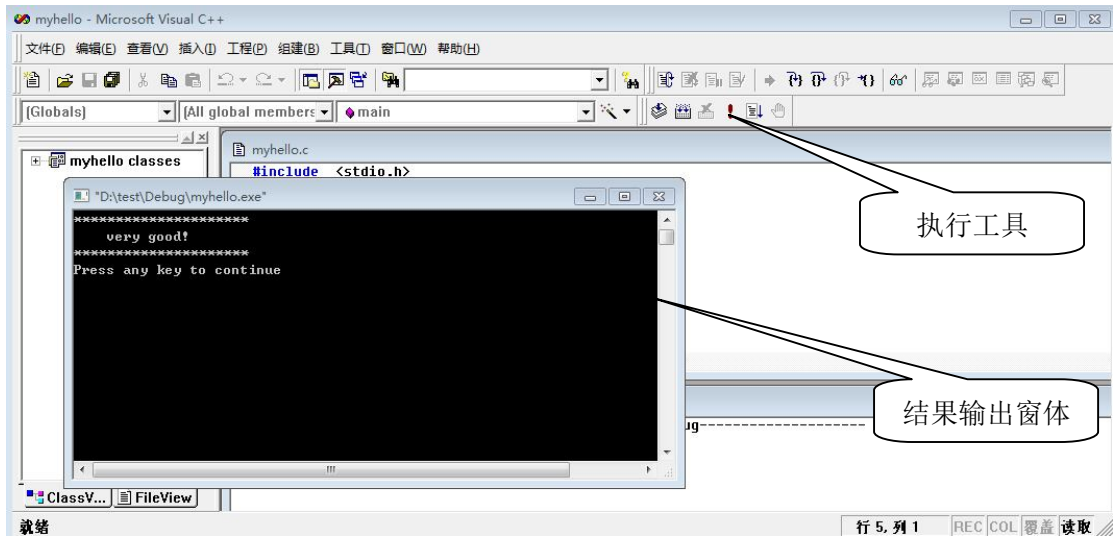 myhello - Microsoft Visual C++
文件(F) 编辑(E) 查看(V) 插入(I) 工程(P) 组建(B) 工具(T) 窗口(W) 帮助(H)
(Globals) (All global members main
myhello classes
myhello.c
#include <stdio.h>
"D:\test\Debug\myhello.exe"
**********************
very good!
**********************
Press any key to continue
执行工具
结果输出窗体
ug--------------------
ClassV... FileView
就绪
行 5, 列 1 REC COL 覆盖 读取